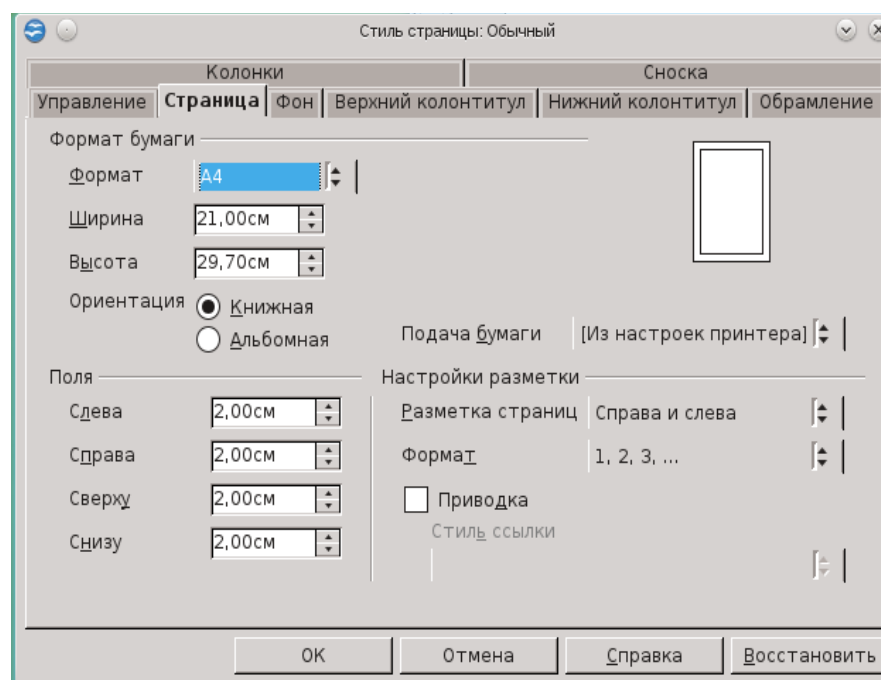 Стиль страницы: Обычный
Колонки Сноска
Управление Страница Фон Верхний колонтитул Нижний колонтитул Обрамление
Формат бумаги
Формат A4
Ширина 21,00см
Высота 29,70см
Ориентация Книжная
Альбомная
Подача бумаги [Из настроек принтера]
Поля Настройки разметки
Слева 2,00см Разметка страниц Справа и слева
Справа 2,00см Формат 1, 2, 3, ...
Сверху 2,00см Приводка
Стиль ссылки
Снизу 2,00см
OK Отмена Справка Восстановить